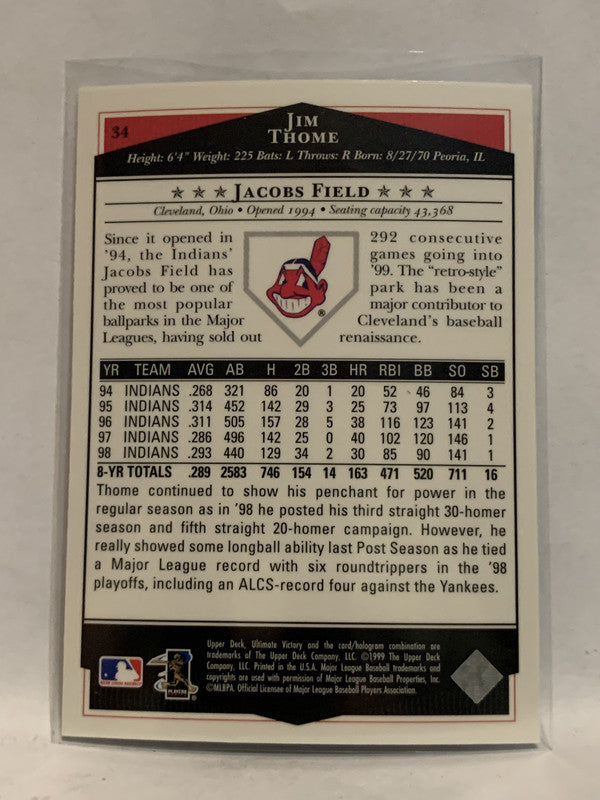 34
JIM
THOME
Height: 6'4" Weight: 225 Bats: L Throws: R Born: 8/27/70 Peoria, IL
JACOBS FIELD
Cleveland, Ohio • Opened 1994 • Seating capacity 43,368
Since it opened in
'94, the Indians'
Jacobs Field has
proved to be one of
the most popular
ballparks in the Major
Leagues, having sold out
292 consecutive
games going into
'99. The "retro-style"
park has been a
major contributor to
Cleveland's baseball
renaissance.
®
YR TEAM AVG AB H 2B 3B HR RBI BB SO SB
94 INDIANS .268 321 86 20 1 20 52 46 84 3
95 INDIANS .314 452 142 29 3 25 73 97 113 4
96 INDIANS .311 505 157 28 5 38 116 123 141 2
97 INDIANS .286 496 142 25 0 40 102 120 146 1
98 INDIANS .293 440 129 34 2 30 85 90 141 1
8-YR TOTALS .289 2583 746 154 14 163 471 520 711 16
Thome continued to show his penchant for power in the
regular season as in '98 he posted his third straight 30-homer
season and fifth straight 20-homer campaign. However, he
really showed some longball ability last Post Season as he tied
a Major League record with six roundtrippers in the '98
playoffs, including an ALCS-record four against the Yankees.
Upper Deck, Ultimate Victory and the card/hologram combination are
trademarks of The Upper Deck Company, LLC. ©1999 The Upper Deck
Company, LLC. Printed in the U.S.A. Major League Baseball trademarks and
copyrights are used with permission of Major League Baseball Properties, Inc.
©MLBPA. Official Licensee of Major League Baseball Players Association.
PLAYERS